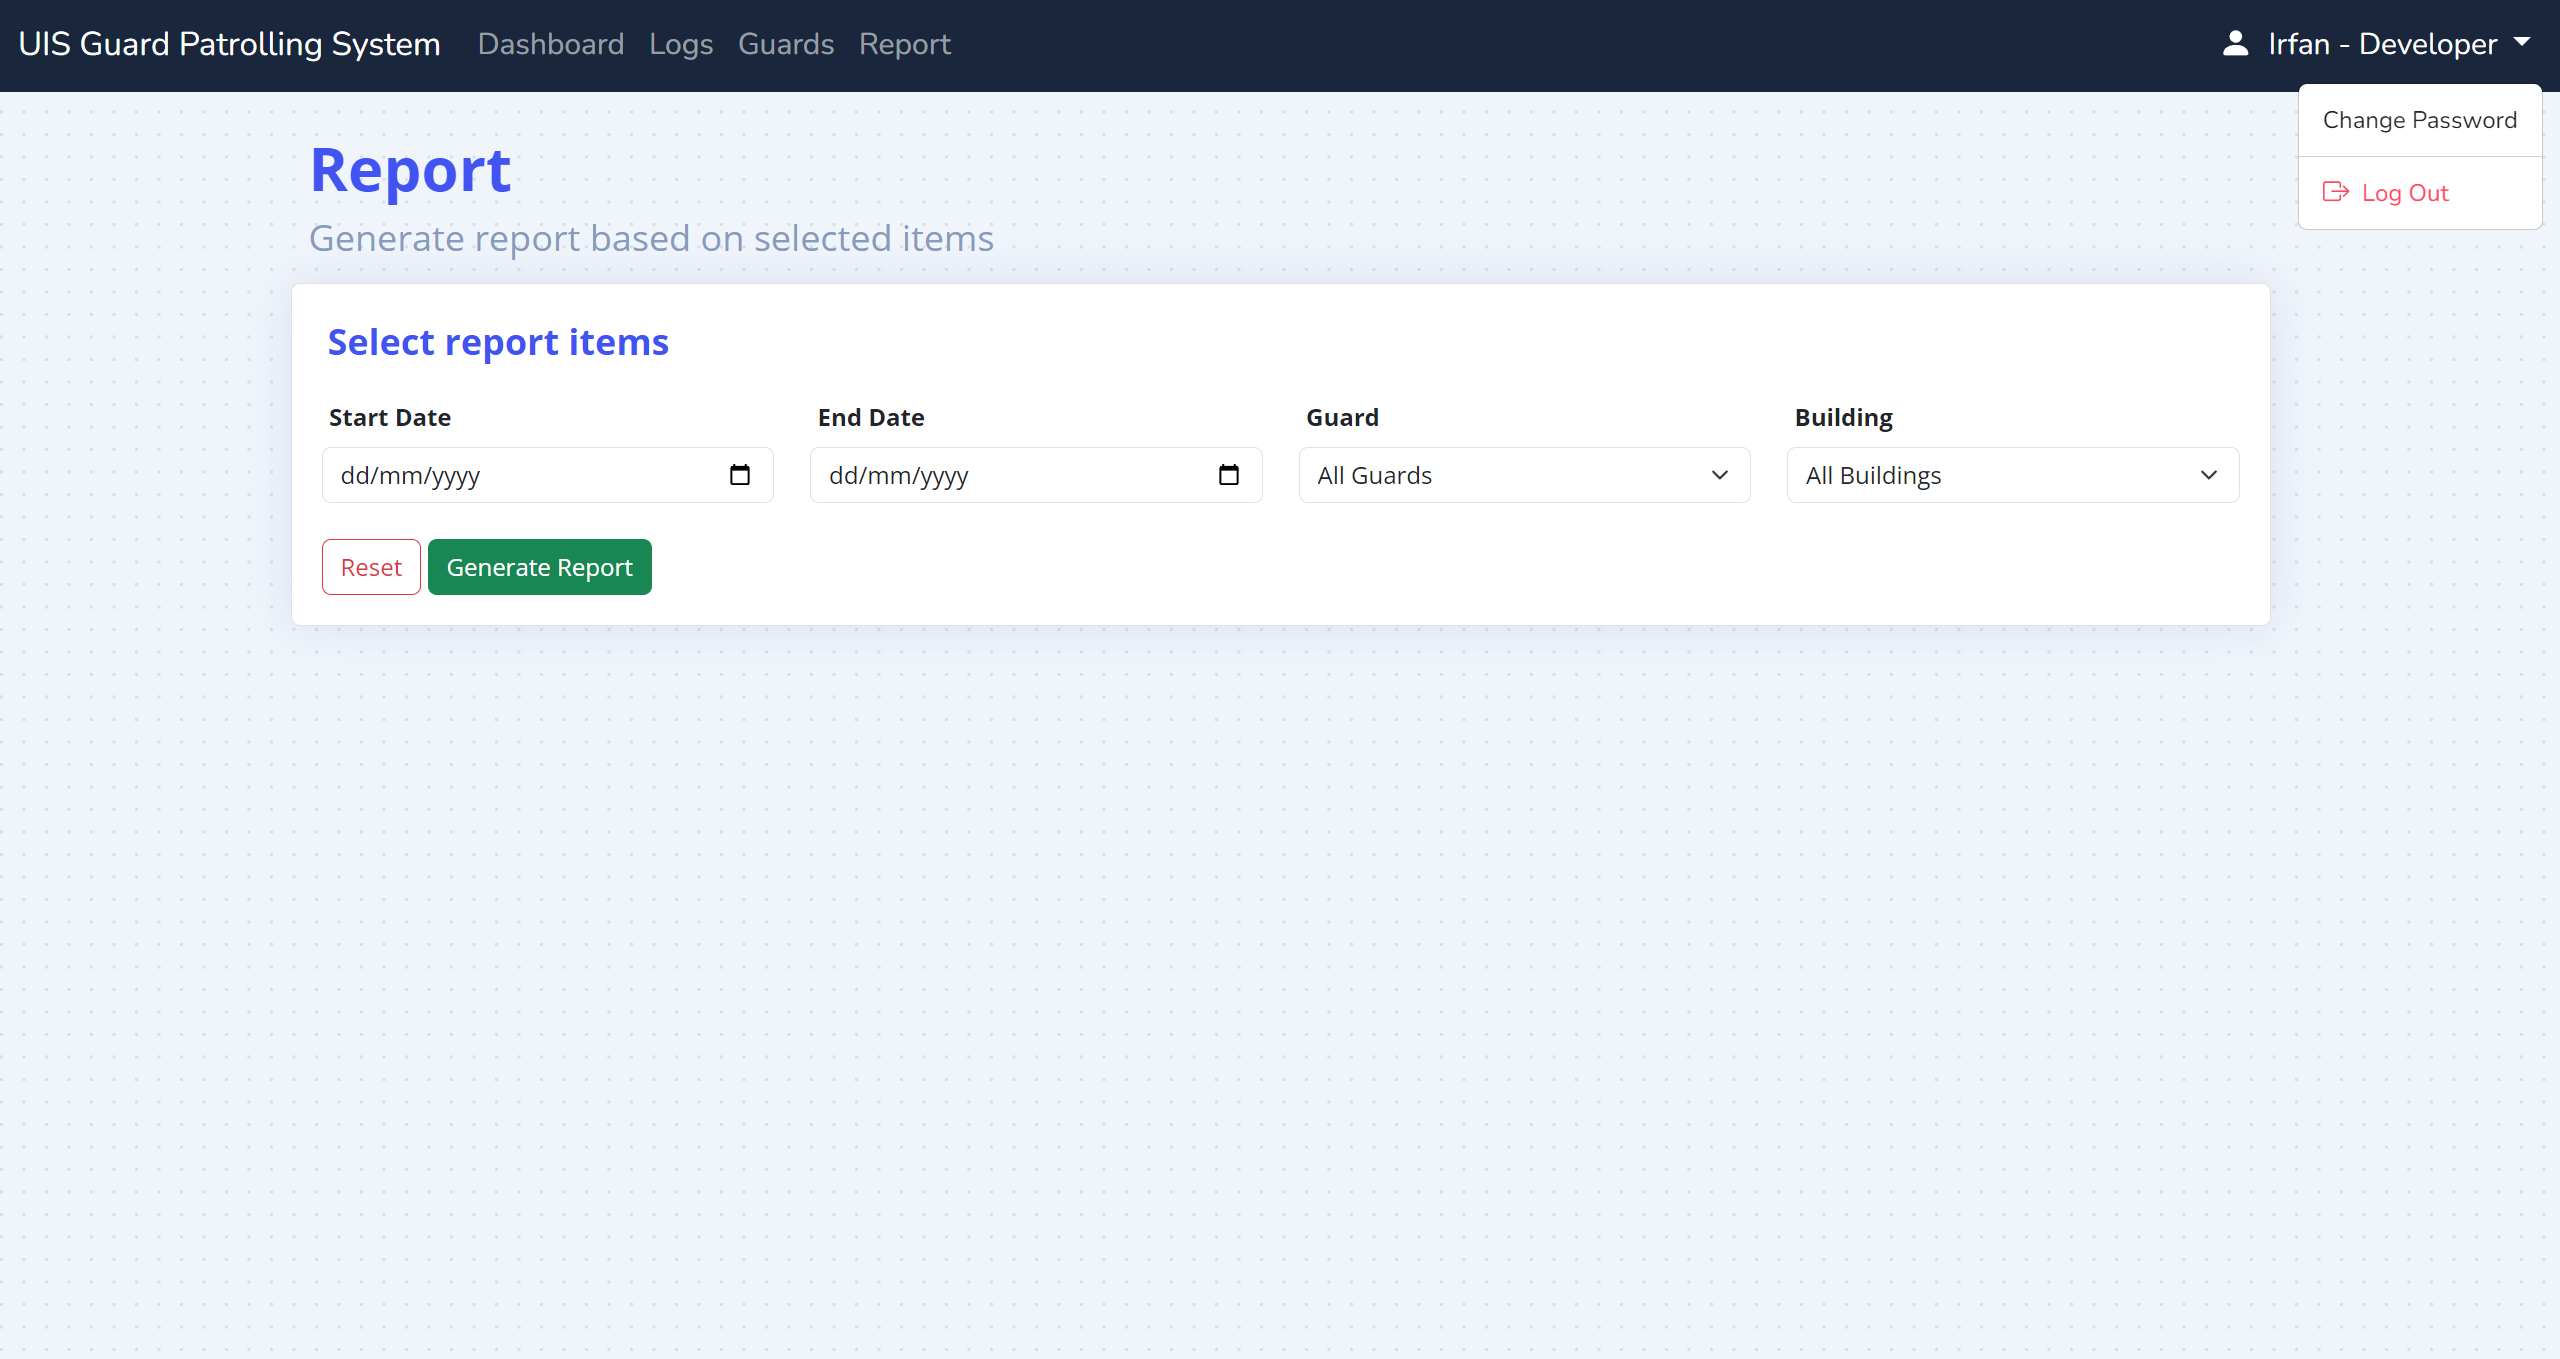 UIS Guard Patrolling System Dashboard Logs Guards Report Irfan - Developer
Change Password
Log Out
Report
Generate report based on selected items
Select report items
Start Date End Date Guard Building
dd/mm/yyyy dd/mm/yyyy All Guards All Buildings
Reset Generate Report